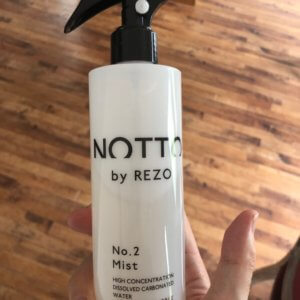 NOTTO
by REZO
No.2
Mist
HIGH CONCENTRATION
DISSOLVED CARBONATED
WATER